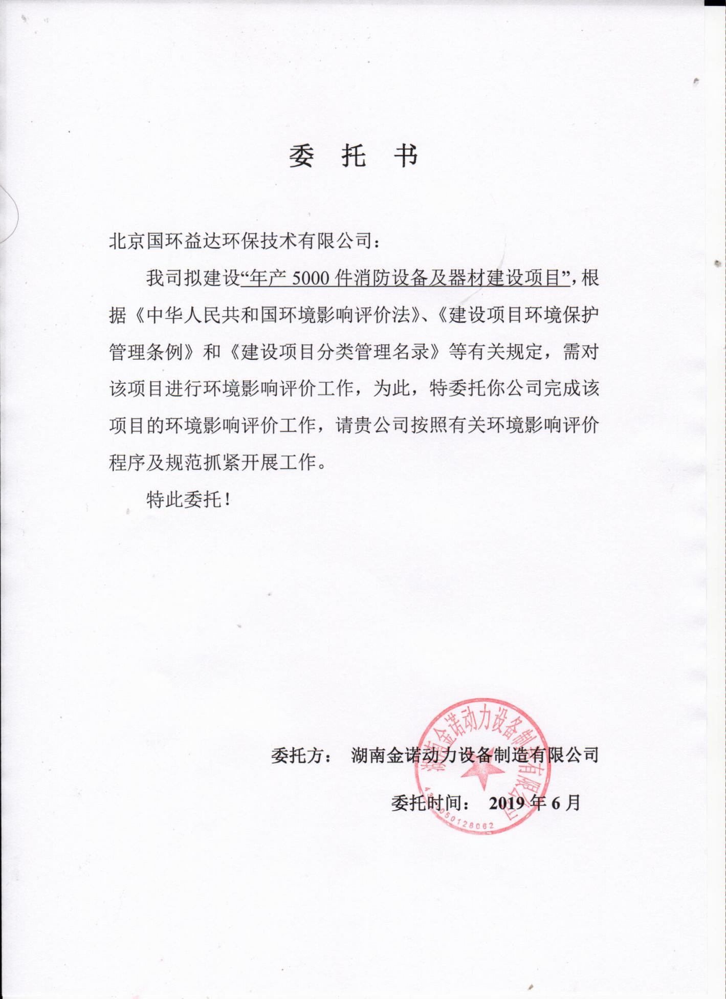 委 托 书
北京国环益达环保技术有限公司：
我司拟建设“年产 5000 件消防设备及器材建设项目”，根
据《中华人民共和国环境影响评价法》、《建设项目环境保护
管理条例》和《建设项目分类管理名录》等有关规定，需对
该项目进行环境影响评价工作，为此，特委托你公司完成该
项目的环境影响评价工作，请贵公司按照有关环境影响评价
程序及规范抓紧开展工作。
特此委托！
湖南金诺动力设备制造有限公司
委托方： 湖南金诺动力设备制造有限公司
委托时间： 2019 年 6 月